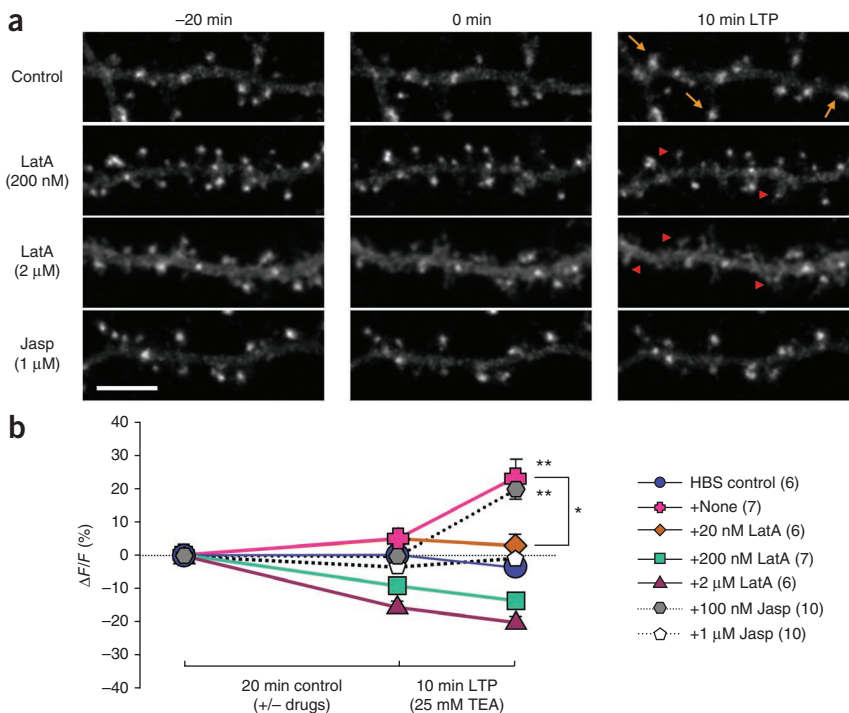 a
–20 min
0 min
10 min LTP
Control
LatA
(200 nM)
LatA
(2 μM)
Jasp
(1 μM)
b
40
30
20
10
0
–10
–20
–30
–40
ΔF/F (%)
**
**
*
20 min control
(+/– drugs)
10 min LTP
(25 mM TEA)
HBS control (6)
+None (7)
+20 nM LatA (6)
+200 nM LatA (7)
+2 μM LatA (6)
+100 nM Jasp (10)
+1 μM Jasp (10)